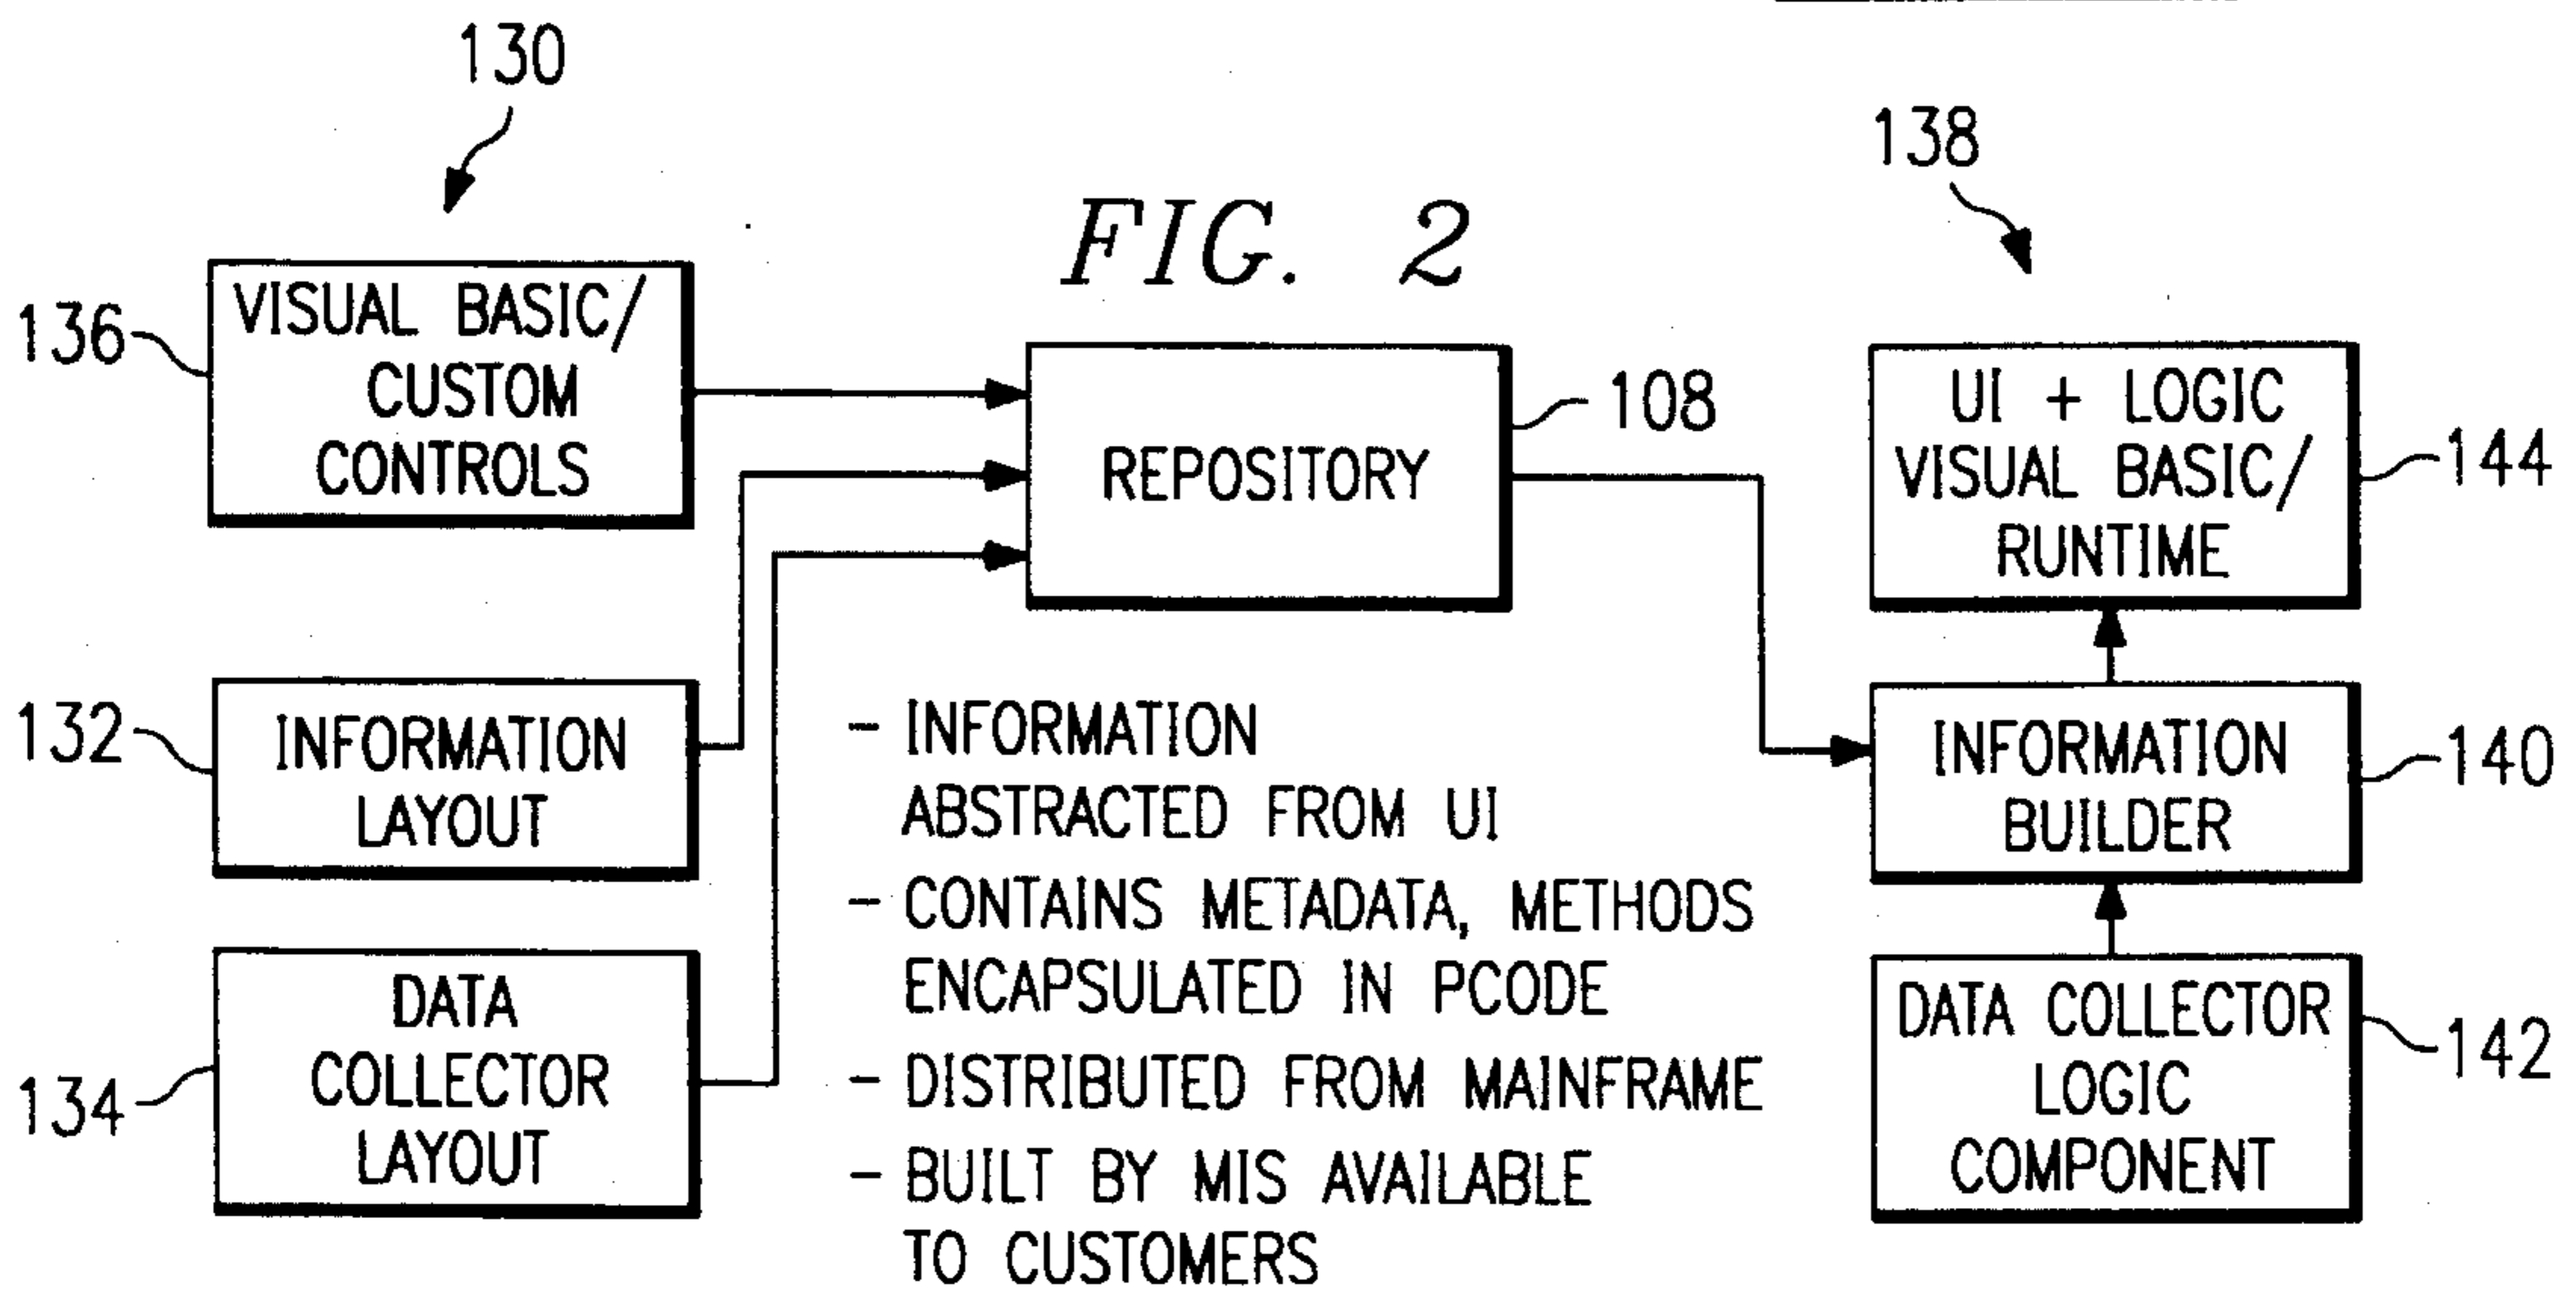 130
138
FIG. 2
136
VISUAL BASIC/
CUSTOM
CONTROLS
REPOSITORY
108
UI + LOGIC
VISUAL BASIC/
RUNTIME
144
132
INFORMATION
LAYOUT
INFORMATION
BUILDER
140
134
DATA
COLLECTOR
LAYOUT
- INFORMATION
ABSTRACTED FROM UI
- CONTAINS METADATA, METHODS
ENCAPSULATED IN PCODE
- DISTRIBUTED FROM MAINFRAME
- BUILT BY MIS AVAILABLE
TO CUSTOMERS
DATA COLLECTOR
LOGIC
COMPONENT
142